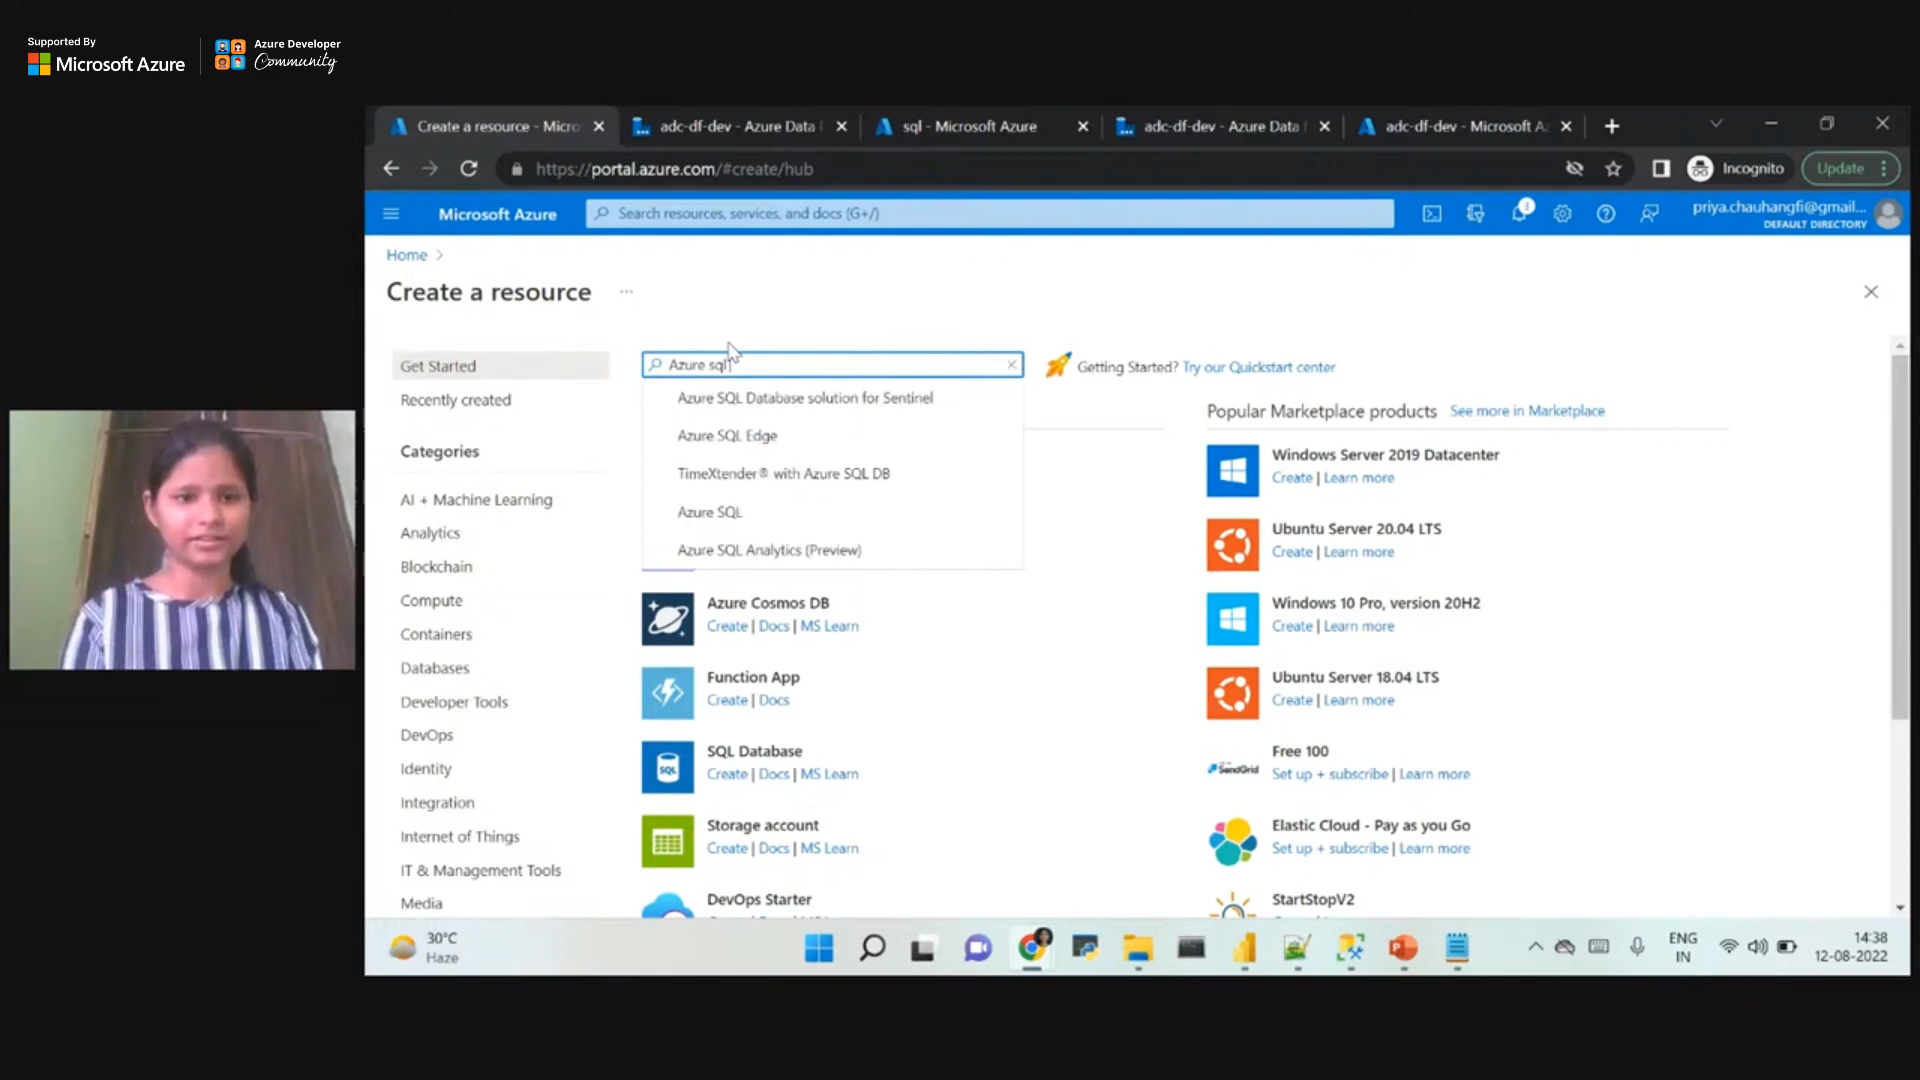 Supported By
Microsoft Azure
Azure Developer
Community
Create a resource - Micro
adc-df-dev - Azure Data
sql - Microsoft Azure
adc-df-dev - Azure Data
adc-df-dev - Microsoft A
https://portal.azure.com/#create/hub
Incognito
Update
Microsoft Azure
Search resources, services, and docs (G+/)
priya.chauhangfi@gmail...
DEFAULT DIRECTORY
Home
Create a resource
...
Get Started
Recently created
Categories
AI + Machine Learning
Analytics
Blockchain
Compute
Containers
Databases
Developer Tools
DevOps
Identity
Integration
Internet of Things
IT & Management Tools
Media
Azure sql
Azure SQL Database solution for Sentinel
Azure SQL Edge
TimeXtender® with Azure SQL DB
Azure SQL
Azure SQL Analytics (Preview)
Azure Cosmos DB
Create | Docs | MS Learn
Function App
Create | Docs
SQL
SQL Database
Create | Docs | MS Learn
Storage account
Create | Docs | MS Learn
DevOps Starter
Getting Started? Try our Quickstart center
Popular Marketplace products See more in Marketplace
Windows Server 2019 Datacenter
Create | Learn more
Ubuntu Server 20.04 LTS
Create | Learn more
Windows 10 Pro, version 20H2
Create | Learn more
Ubuntu Server 18.04 LTS
Create | Learn more
SendGrid
Free 100
Set up + subscribe | Learn more
Elastic Cloud - Pay as you Go
Set up + subscribe | Learn more
StartStopV2
30°C
Haze
ENG
IN
14:38
12-08-2022